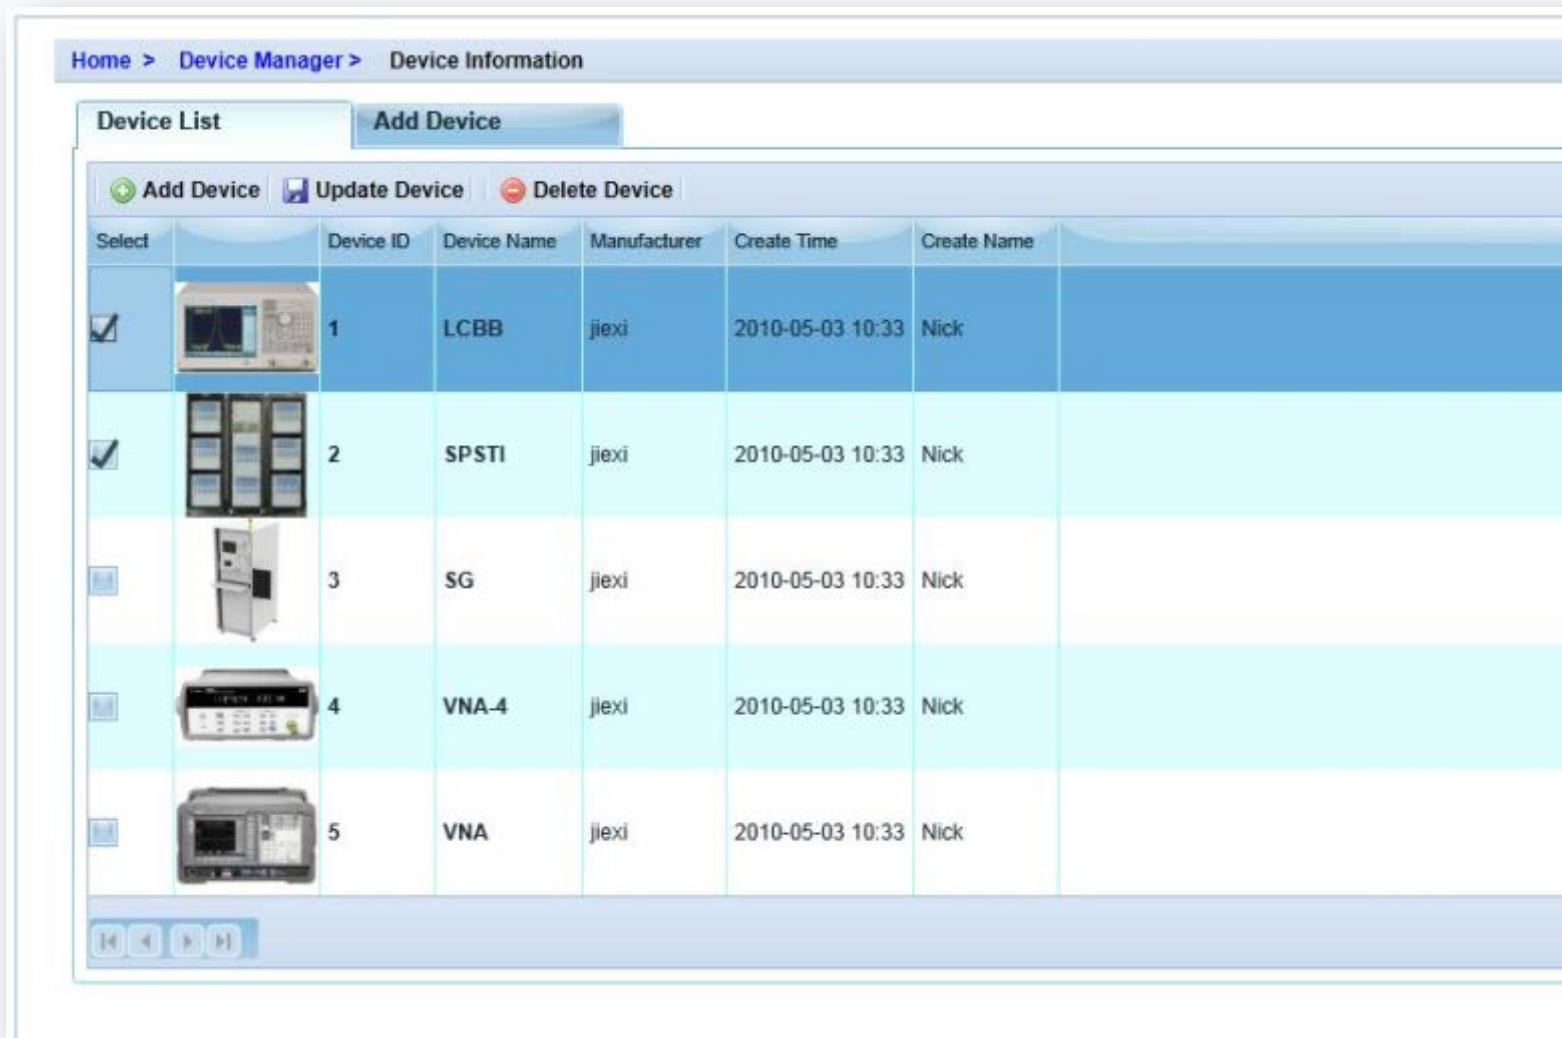 Home > Device Manager > Device Information
Device List Add Device
Add Device Update Device Delete Device
Select Device ID Device Name Manufacturer Create Time Create Name
1 LCBB jiexi 2010-05-03 10:33 Nick
2 SPSTI jiexi 2010-05-03 10:33 Nick
3 SG jiexi 2010-05-03 10:33 Nick
4 VNA-4 jiexi 2010-05-03 10:33 Nick
5 VNA jiexi 2010-05-03 10:33 Nick